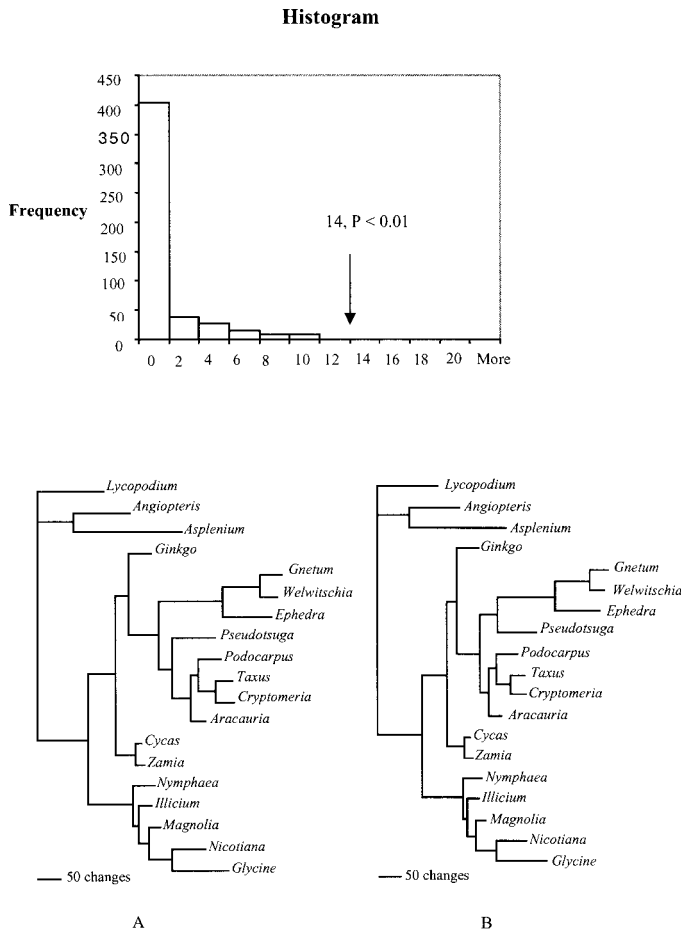 Histogram
450
400
350
300
250
200
150
100
50
0
Frequency
14, P < 0.01
0 2 4 6 8 10 12 14 16 18 20 More
Lycopodium
Angiopteris
Asplenium
Ginkgo
Gnetum
Welwitschia
Ephedra
Pseudotsuga
Podocarpus
Taxus
Cryptomeria
Aracauria
Cycas
Zamia
Nymphaea
Illicium
Magnolia
Nicotiana
Glycine
50 changes
A
Lycopodium
Angiopteris
Asplenium
Ginkgo
Gnetum
Welwitschia
Ephedra
Pseudotsuga
Podocarpus
Taxus
Cryptomeria
Aracauria
Cycas
Zamia
Nymphaea
Illicium
Magnolia
Nicotiana
Glycine
50 changes
B